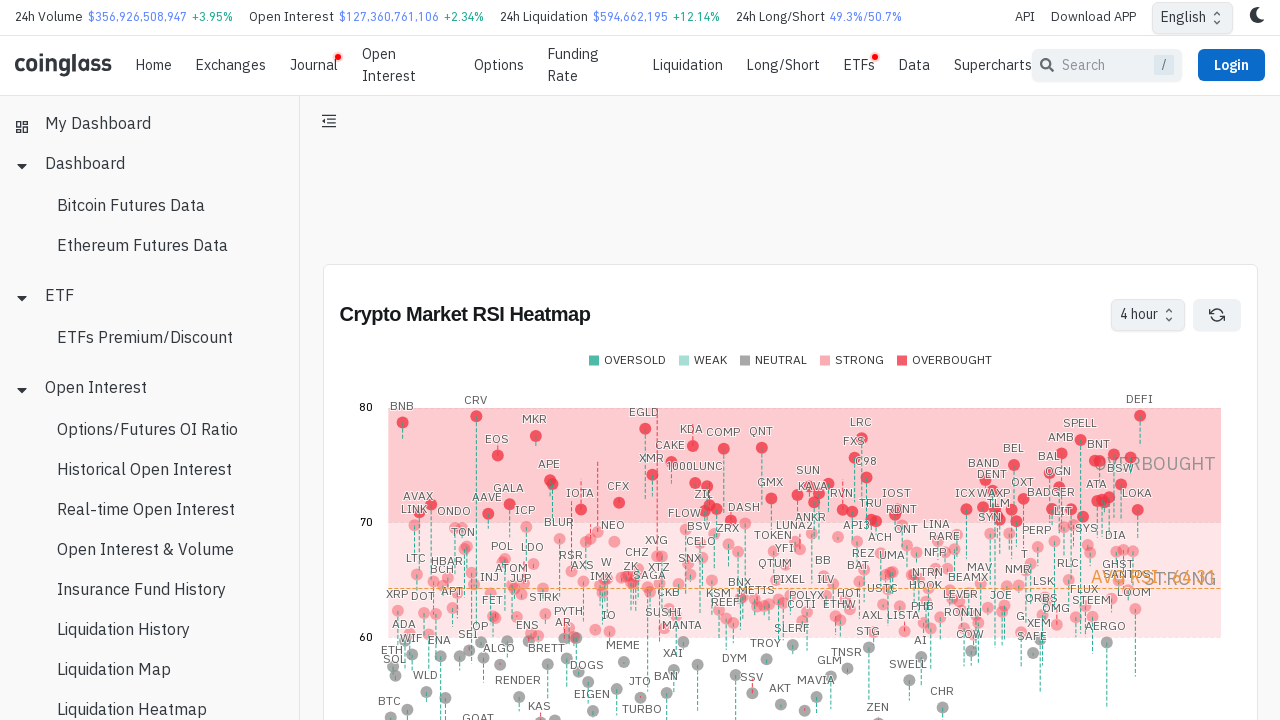 24h Volume $356,926,508,947 +3.95% Open Interest $127,360,761,106 +2.34% 24h Liquidation $594,662,195 +12.14% 24h Long/Short 49.3%/50.7% API Download APP English
coinglass Home Exchanges Journal Open Interest Options Funding Rate Liquidation Long/Short ETFs Data Supercharts Search / Login
My Dashboard
Dashboard
Bitcoin Futures Data
Ethereum Futures Data
ETF
ETFs Premium/Discount
Open Interest
Options/Futures OI Ratio
Historical Open Interest
Real-time Open Interest
Open Interest & Volume
Insurance Fund History
Liquidation History
Liquidation Map
Liquidation Heatmap
Crypto Market RSI Heatmap 4 hour
OVERSOLD WEAK NEUTRAL STRONG OVERBOUGHT
80
BNB CRV DEFI
MKR EGLD
EOS KDA COMP QNT LRC SPELL
CAKE FXS AMB BNT
APE XMR 1000LUNC SUN C98 BAND BEL BAL OVERBOUGHT
DENT OGN BSW
AVAX AAVE GALA IOTA CFX ZIL GMX KAVA RVN IOST ICX WAXP OXT BADGER ATA LOKA
LINK ONDO ICP FLOW DASH ANKR TRU RDNT TLM LIT
70
BLUR NEO BSV ZRX LUNA2 API3 QNT LINA SYN PERP SYS
TON XVG CELO TOKEN ACH RARE DIA
LTC HBAR POL LDO RSR CHZ SNX YFI REZ UMA NFP T
BCH ATOM AXS W ZK XTZ QTUM BB BAT NTRN MAV NMR RLC GHST
INJ JUP IMX SAGA BNX PIXEL ILV HOOK BEAMX LSK STRONG
XRP DOT APT FET STRK CKB KSM METIS POLYX HOT USTC LEVER JOE ORBS FLUX LOOM
REEF COTI ETHW PHB STEEM
ADA PYTH IO SUSHI AXL LISTA RONIN G OMG
WIF OP ENS AR MANTA SLERF STG XEM AERGO
60
ETH ENA SEI ALGO BRETT MEME TROY AI COW SAFE
SOL DOGS XAI DYM GLM TNSR SWELL
WLD RENDER EIGEN JTO BAN SSV AKT MAVIA CHR
BTC KAS TURBO ZEN
GOAT